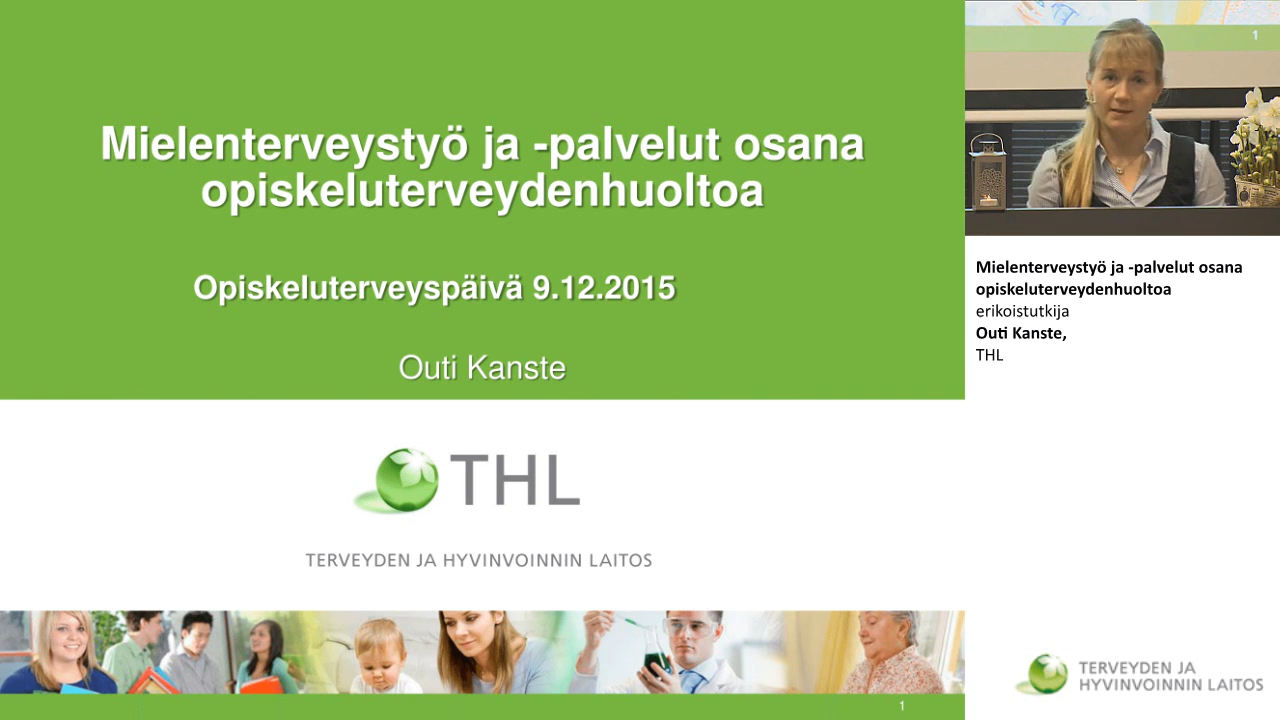 Mielenterveystyö ja -palvelut osana
opiskeluterveydenhuoltoa
Opiskeluterveyspäivä 9.12.2015
Outi Kanste
THL
TERVEYDEN JA HYVINVOINNIN LAITOS
1
1
Mielenterveystyö ja -palvelut osana
opiskeluterveydenhuoltoa
erikoistutkija
Outi Kanste,
THL
TERVEYDEN JA
HYVINVOINNIN LAITOS